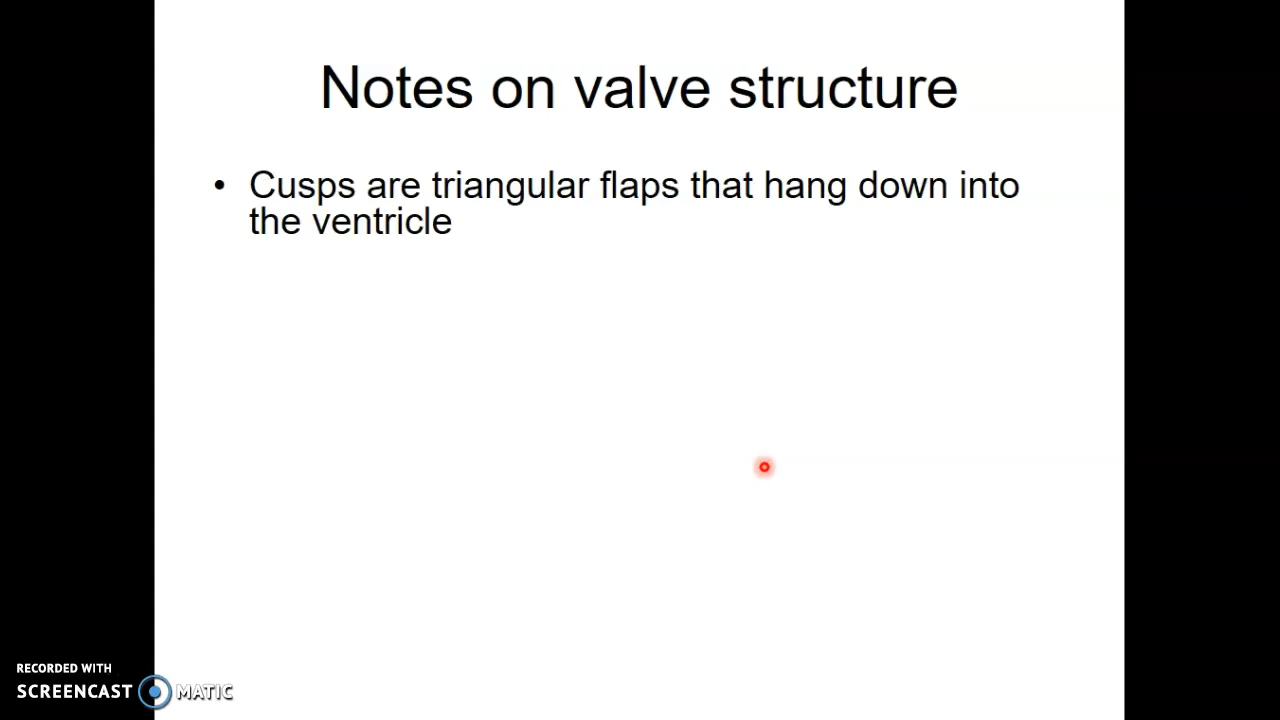 Notes on valve structure
• Cusps are triangular flaps that hang down into
the ventricle
RECORDED WITH
SCREENCAST MATIC